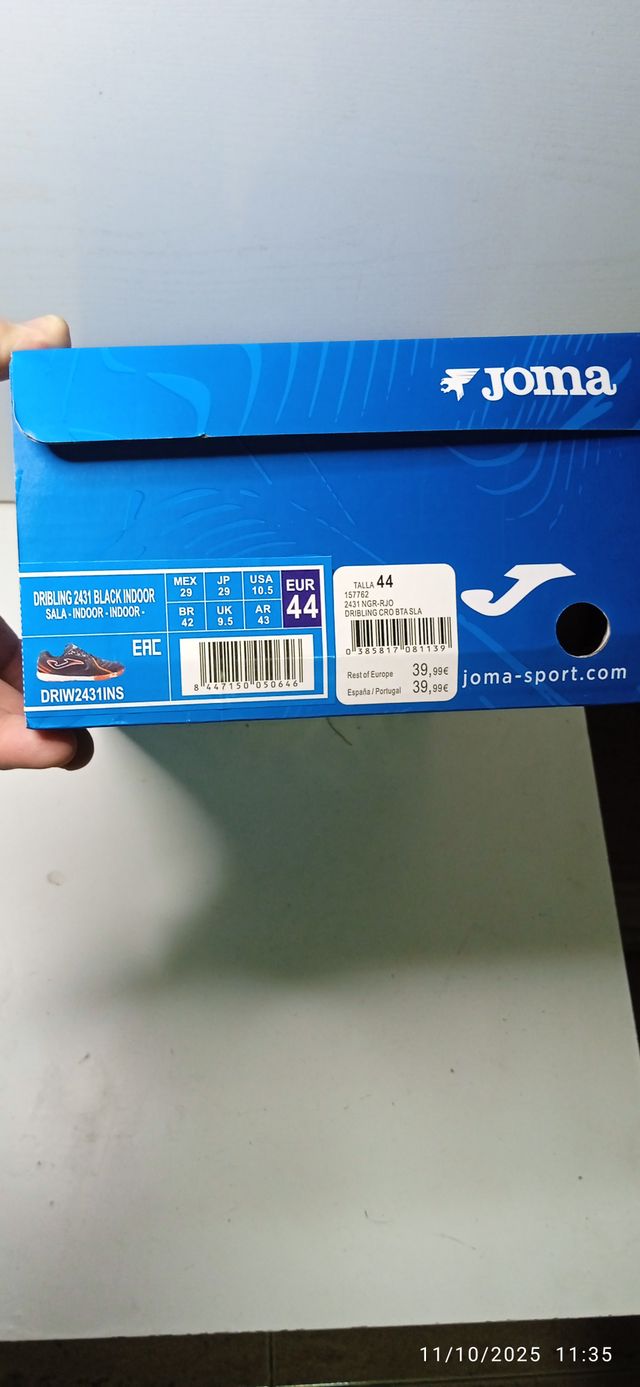 Joma
DRIBLING 2431 BLACK INDOOR
SALA - INDOOR - INDOOR -
EAC
DRIW2431INS
MEX JP USA
29 29 10.5
BR UK AR
42 9.5 43
EUR
44
8 447150 050646
TALLA 44
157762
2431 NGR-RJO
DRIBLING CRO BTA SLA
0 385817 081139
Rest of Europe 39,99€
España / Portugal 39,99€
joma-sport.com
11/10/2025 11:35